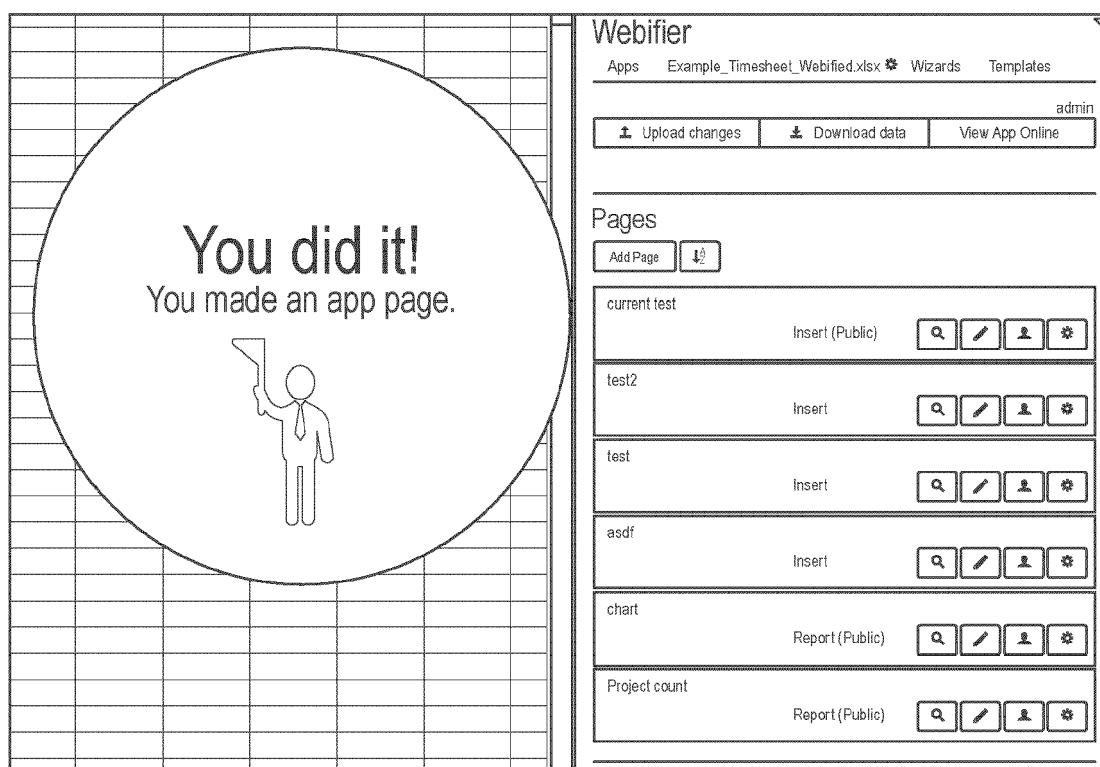 You did it!
You made an app page.
Webifier
Apps Example_Timesheet_Webified.xlsx Wizards Templates
admin
Upload changes Download data View App Online
Pages
Add Page
current test
Insert (Public)
test2
Insert
test
Insert
asdf
Insert
chart
Report (Public)
Project count
Report (Public)